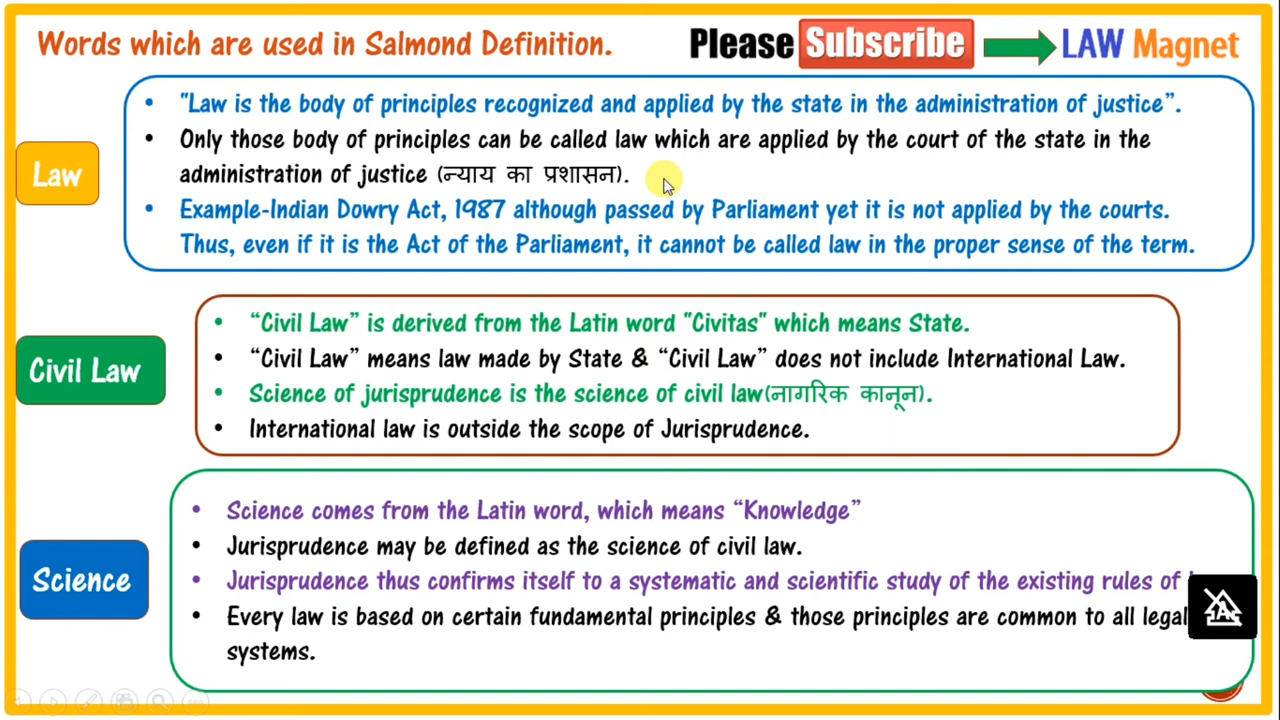 Words which are used in Salmond Definition.
Please Subscribe LAW Magnet
Law
• "Law is the body of principles recognized and applied by the state in the administration of justice".
• Only those body of principles can be called law which are applied by the court of the state in the
administration of justice (न्याय का प्रशासन).
• Example-Indian Dowry Act, 1987 although passed by Parliament yet it is not applied by the courts.
Thus, even if it is the Act of the Parliament, it cannot be called law in the proper sense of the term.
Civil Law
• “Civil Law” is derived from the Latin word "Civitas" which means State.
• “Civil Law” means law made by State & “Civil Law” does not include International Law.
• Science of jurisprudence is the science of civil law(नागरिक कानून).
• International law is outside the scope of Jurisprudence.
Science
• Science comes from the Latin word, which means “Knowledge”
• Jurisprudence may be defined as the science of civil law.
• Jurisprudence thus confirms itself to a systematic and scientific study of the existing rules of
• Every law is based on certain fundamental principles & those principles are common to all legal
systems.